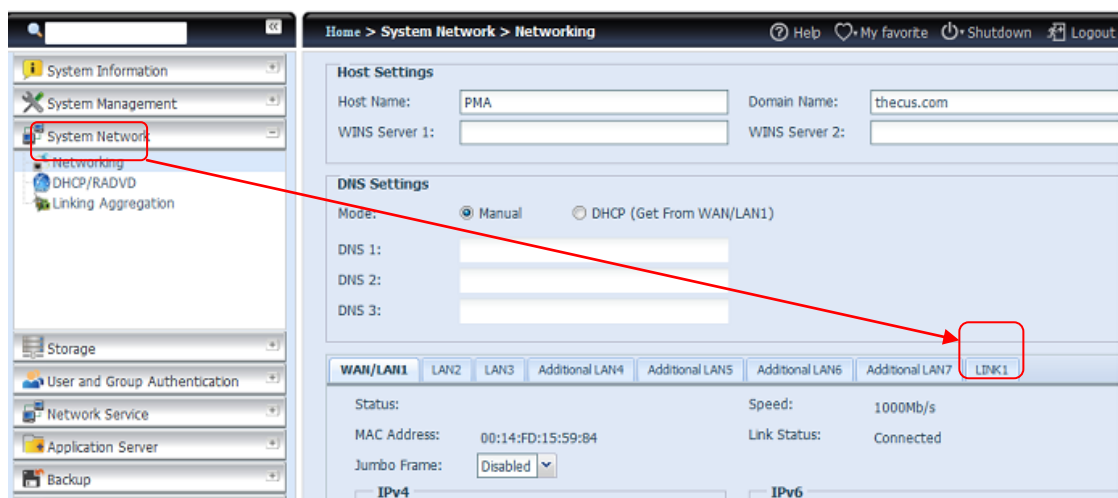 Home > System Network > Networking
Help My favorite Shutdown Logout
System Information
System Management
System Network
Networking
DHCP/RADVD
Linking Aggregation
Storage
User and Group Authentication
Network Service
Application Server
Backup
Host Settings
Host Name: PMA Domain Name: thecus.com
WINS Server 1: WINS Server 2:
DNS Settings
Mode: Manual DHCP (Get From WAN/LAN1)
DNS 1:
DNS 2:
DNS 3:
WAN/LAN1 LAN2 LAN3 Additional LAN4 Additional LAN5 Additional LAN6 Additional LAN7 LINK1
Status: Speed: 1000Mb/s
MAC Address: 00:14:FD:15:59:84 Link Status: Connected
Jumbo Frame: Disabled
IPv4 IPv6